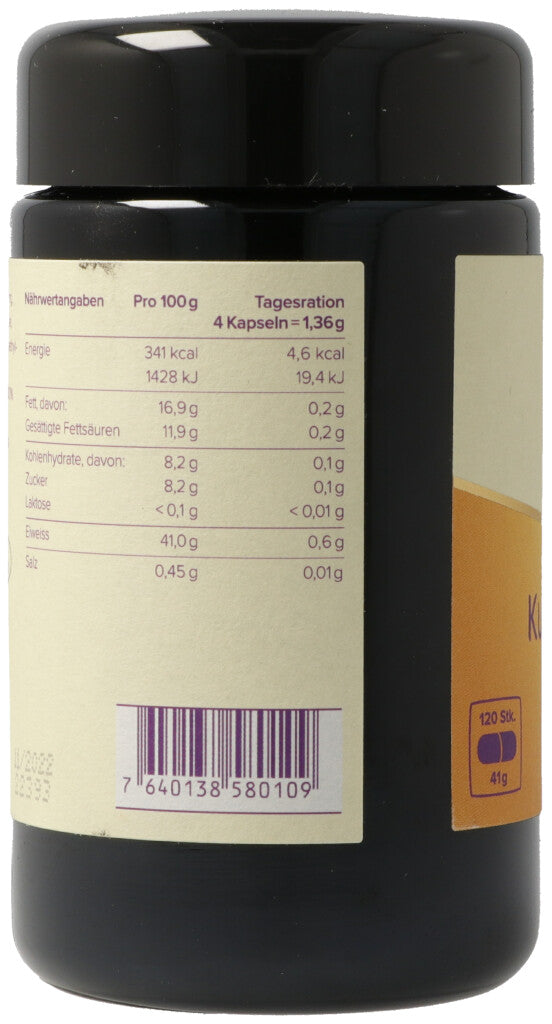 Nährwertangaben Pro 100 g Tagesration
4 Kapseln = 1,36 g
Energie 341 kcal 4,6 kcal
1428 kJ 19,4 kJ
Fett, davon: 16,9 g 0,2 g
Gesättigte Fettsäuren 11,9 g 0,2 g
Kohlenhydrate, davon: 8,2 g 0,1 g
Zucker 8,2 g 0,1 g
Laktose < 0,1 g < 0,01 g
Eiweiss 41,0 g 0,6 g
Salz 0,45 g 0,01 g
7 640138 580109
/2022
02393
120 Stk.
41g